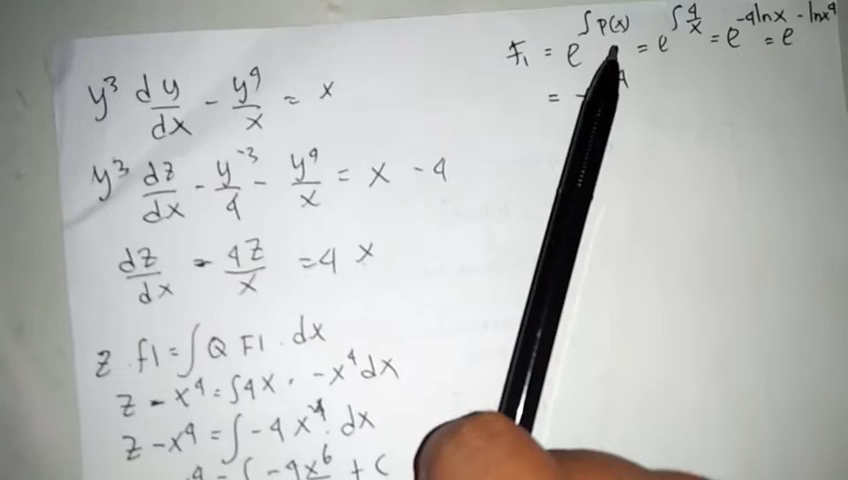 y³ dy/dx - y⁴/x = x
y³ dz/dx - y⁻³/4 - y⁴/x = x - 4
dz/dx - 4z/x = 4x
z · f1 = ∫Q F1 · dx
z - x⁴ = ∫4x · -x⁴ dx
z - x⁴ = ∫ -4x⁴ · dx
-4x⁶ + C
F₁ = e^∫P(x) = e^∫4/x = e^-4lnx = e^-lnx⁴
=